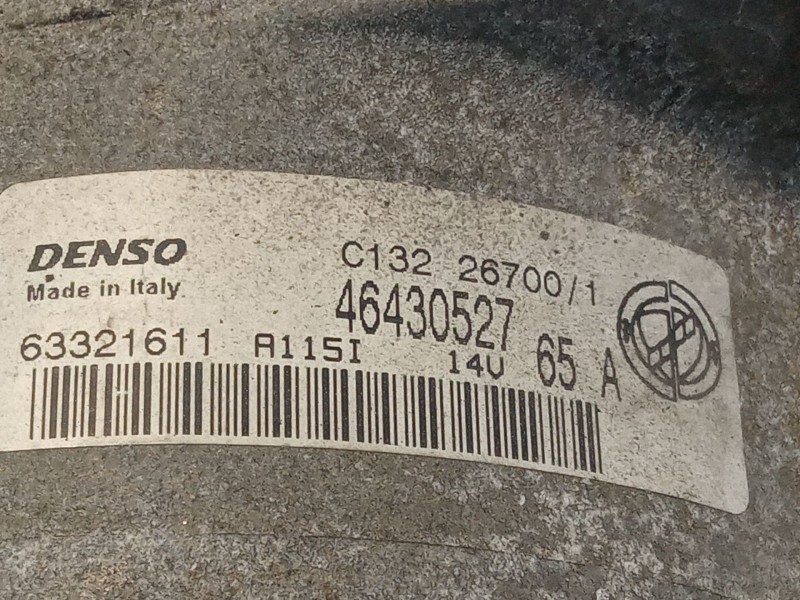 DENSO
Made in Italy
C132 26700/1
46430527
63321611 A115I 14V 65 A